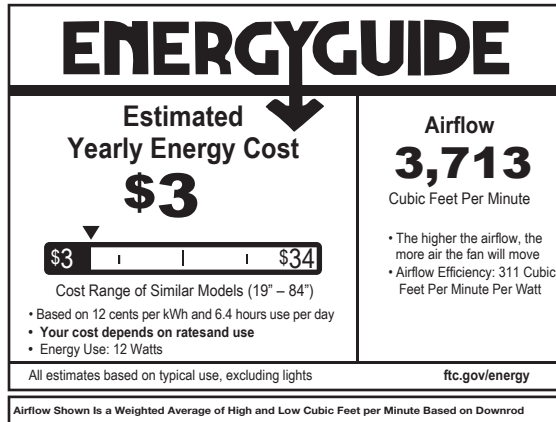 ENERGYGUIDE
Estimated
Yearly Energy Cost
$3
$3 $34
Cost Range of Similar Models (19” – 84”)
• Based on 12 cents per kWh and 6.4 hours use per day
• Your cost depends on ratesand use
• Energy Use: 12 Watts
Airflow
3,713
Cubic Feet Per Minute
• The higher the airflow, the
more air the fan will move
• Airflow Efficiency: 311 Cubic
Feet Per Minute Per Watt
All estimates based on typical use, excluding lights
ftc.gov/energy
Airflow Shown Is a Weighted Average of High and Low Cubic Feet per Minute Based on Downrod